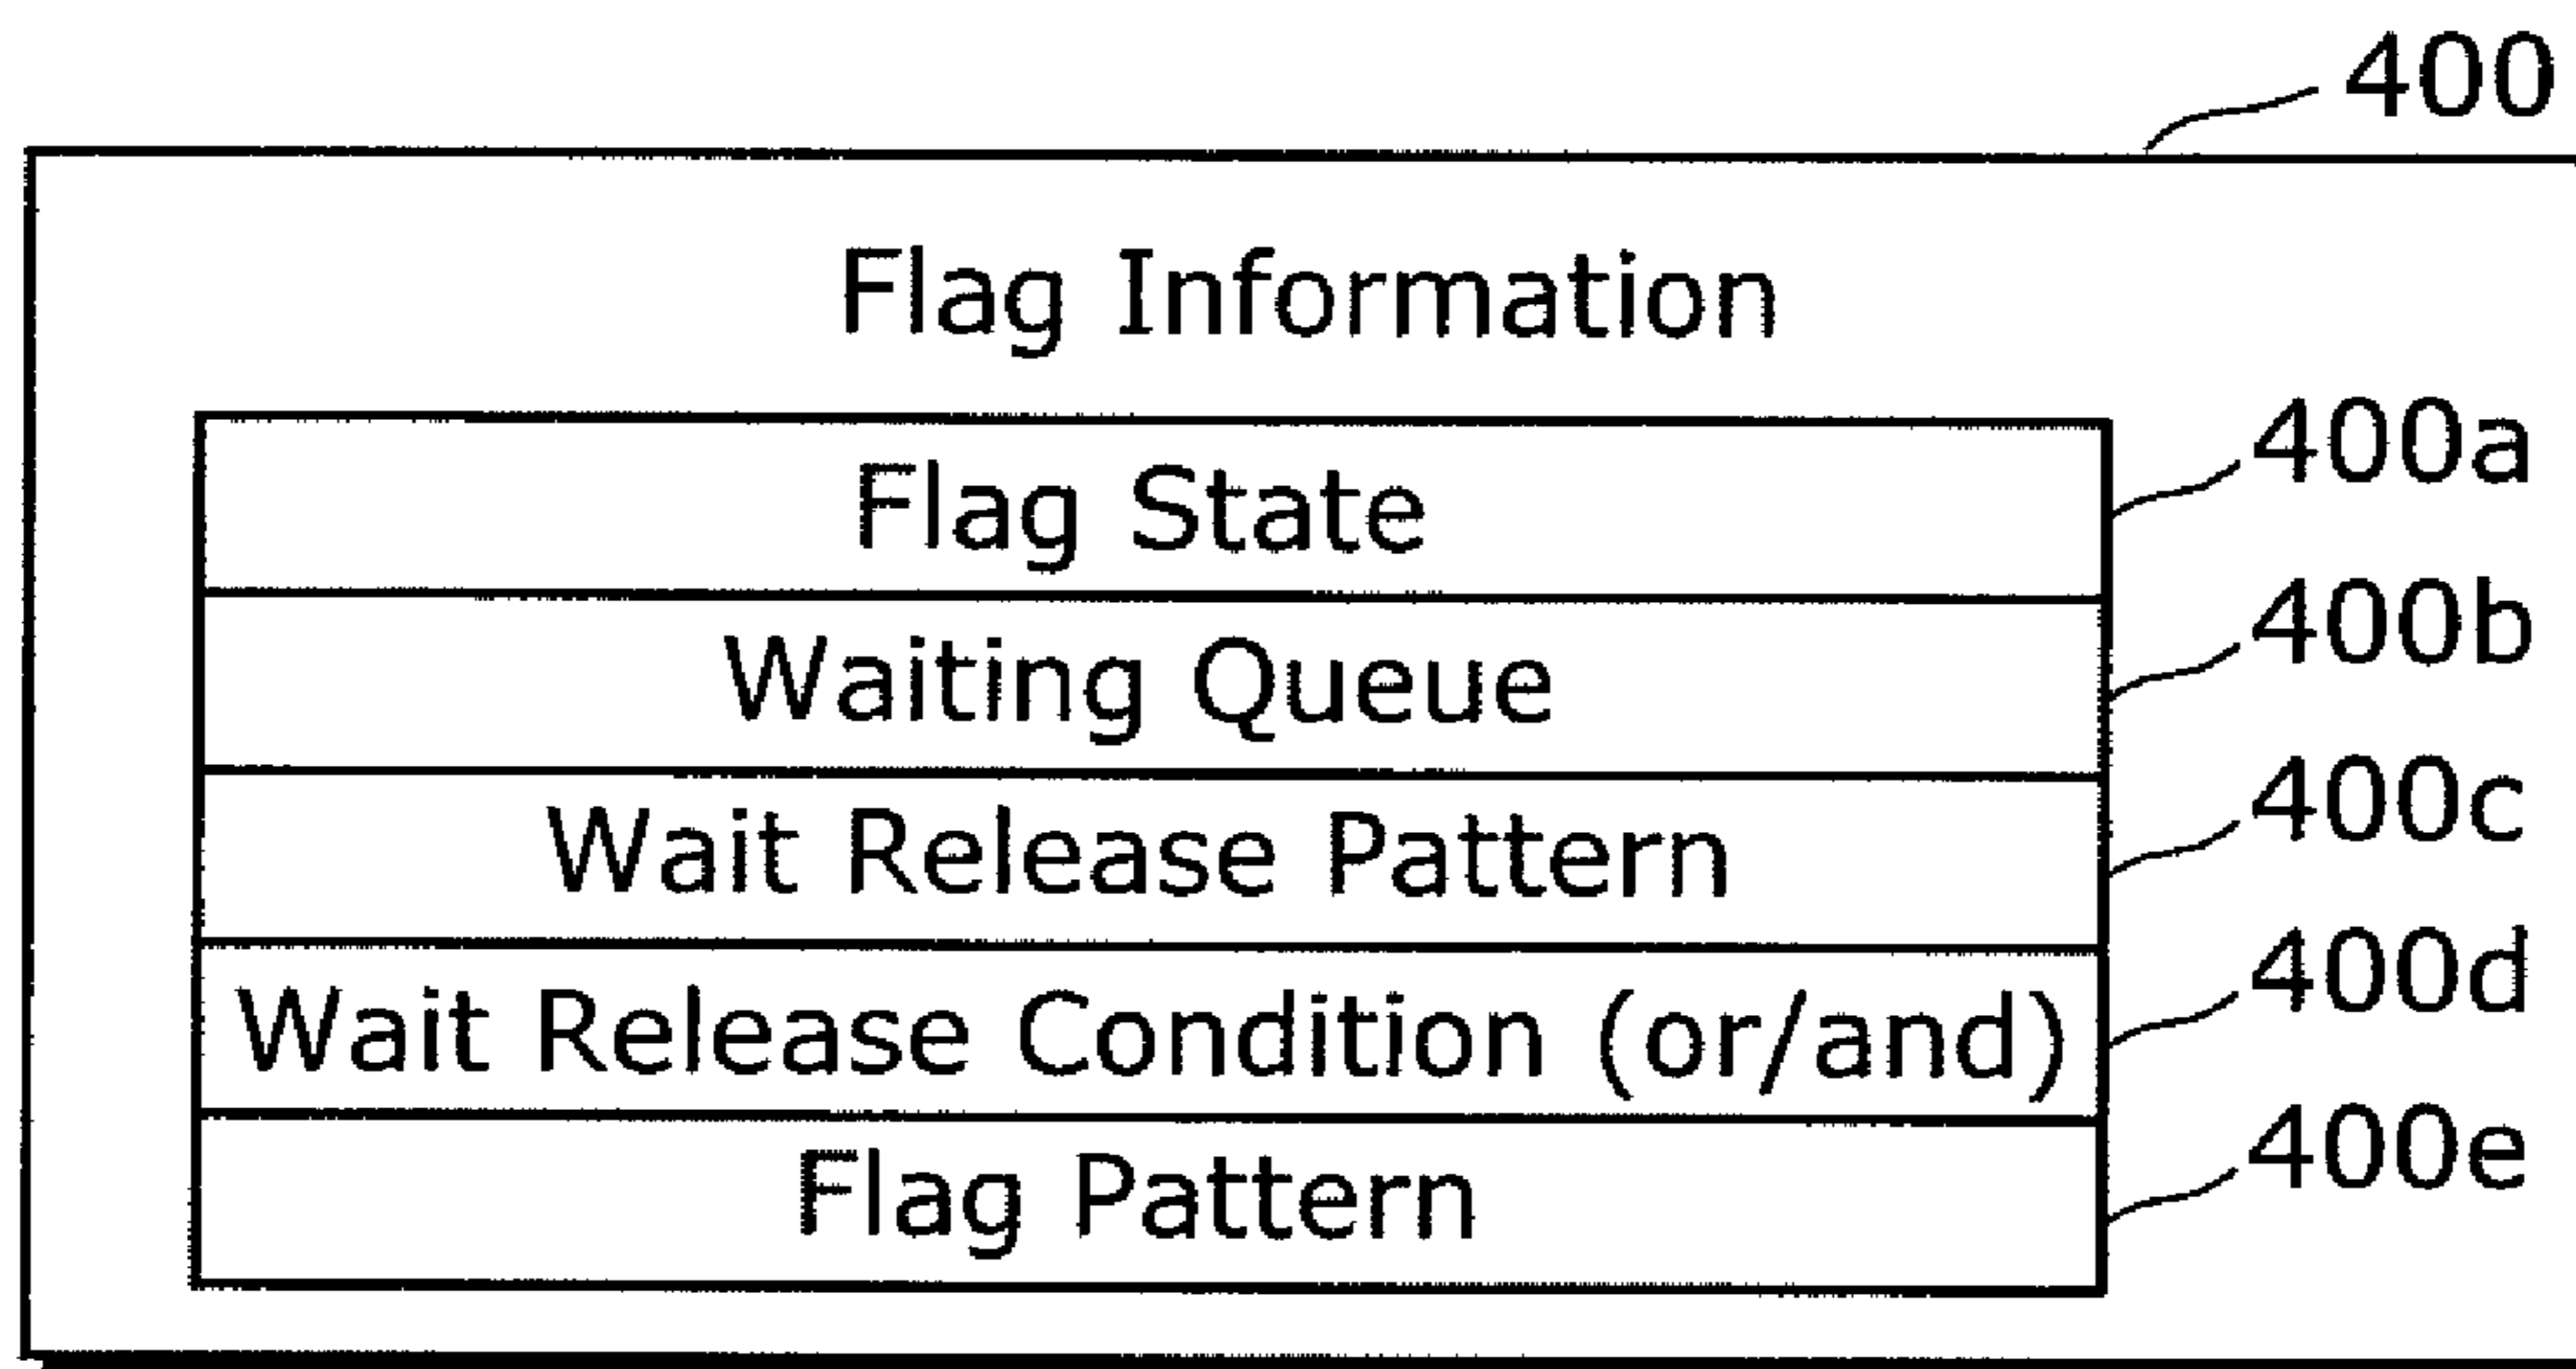 400
Flag Information
Flag State 400a
Waiting Queue 400b
Wait Release Pattern 400c
Wait Release Condition (or/and) 400d
Flag Pattern 400e